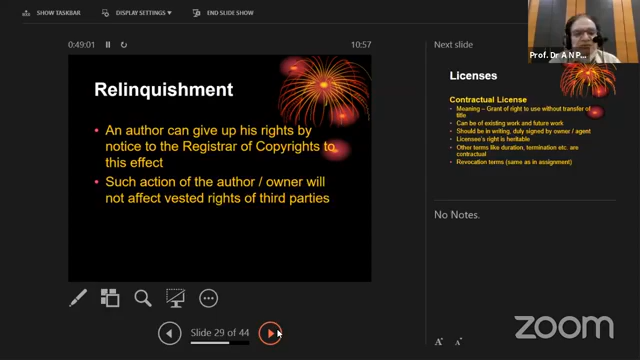 SHOW TASKBAR
DISPLAY SETTINGS ▾
END SLIDE SHOW
0:49:01
10:57
Relinquishment
• An author can give up his rights by
notice to the Registrar of Copyrights to
this effect
• Such action of the author / owner will
not affect vested rights of third parties
Slide 29 of 44
Next slide
Prof. Dr A N P...
Licenses
Contractual License
• Meaning – Grant of right to use without transfer of
title
• Can be of existing work and future work
• Should be in writing, duly signed by owner / agent
• Licensee's right is heritable
• Other terms like duration, termination etc. are
contractual
• Revocation terms (same as in assignment)
No Notes.
A A
zoom